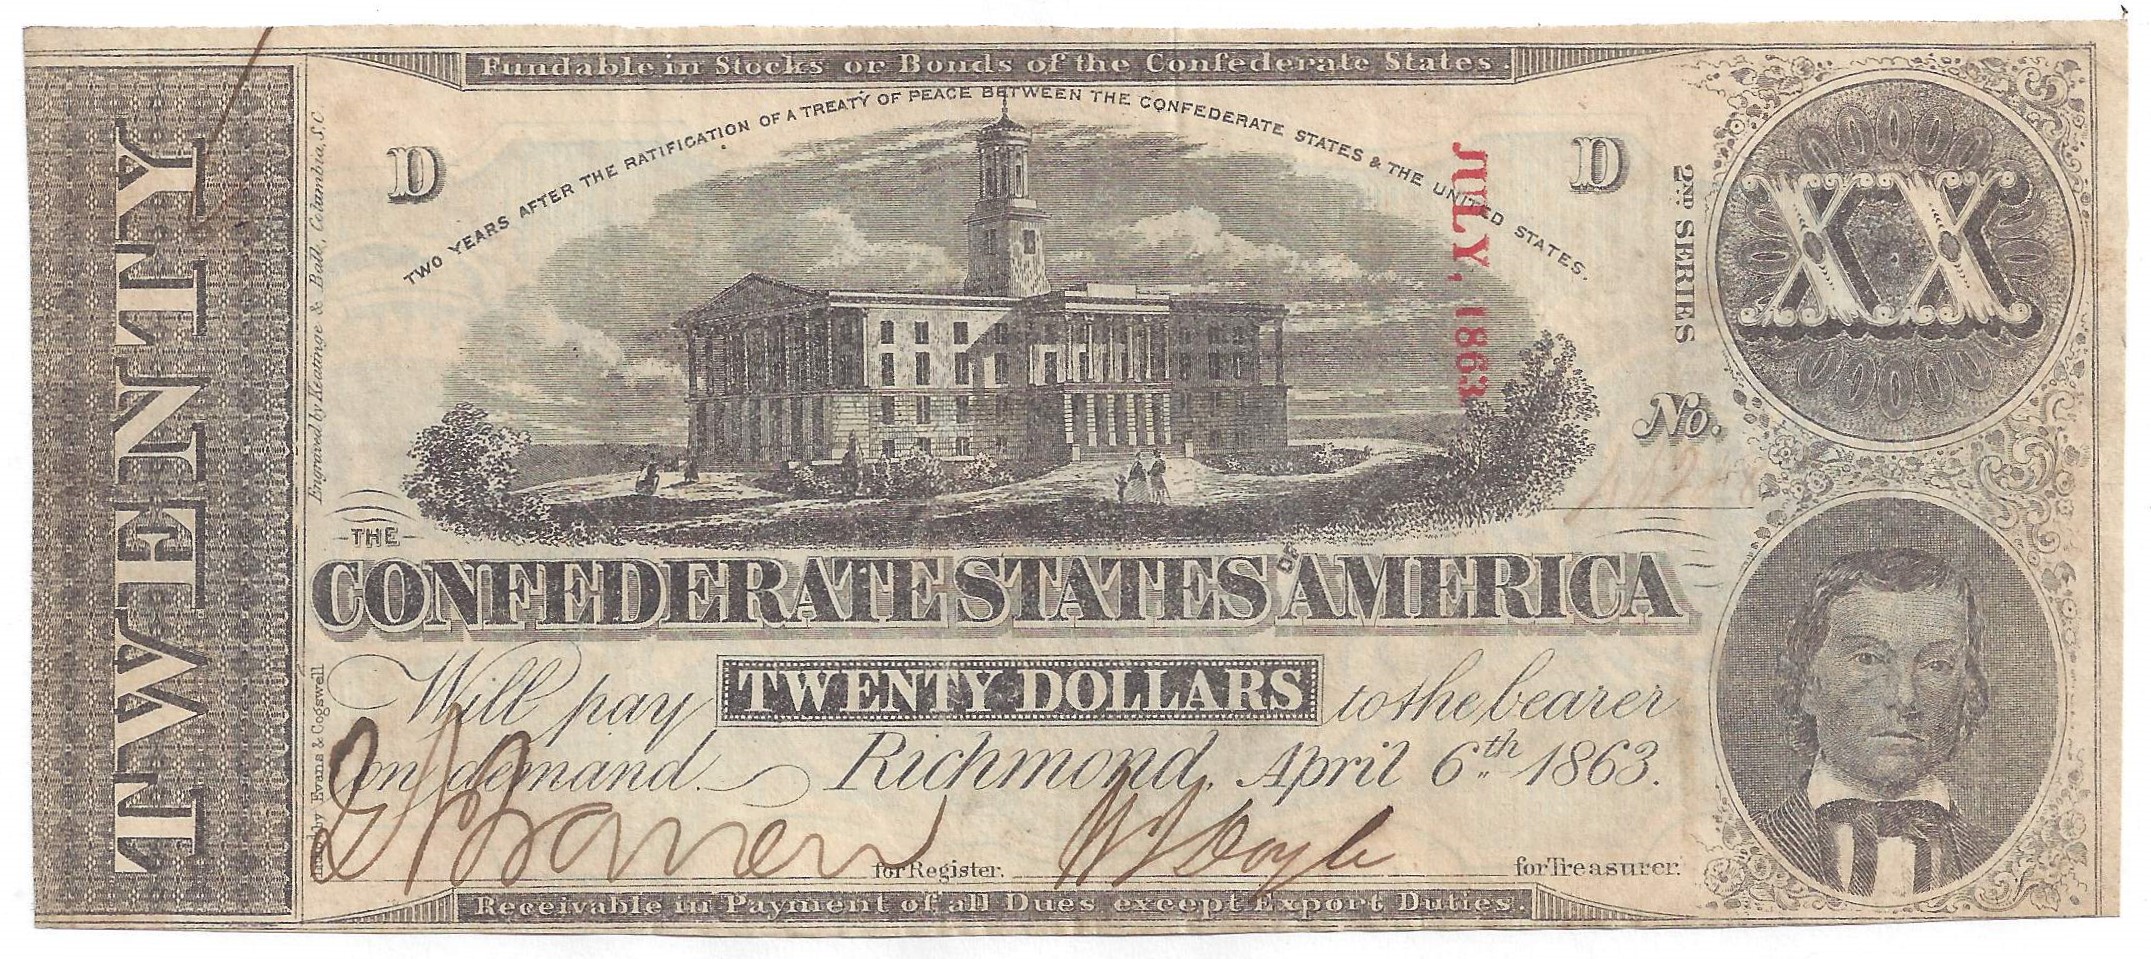 Fundable in Stocks or Bonds of the Confederate States.
TWO YEARS AFTER THE RATIFICATION OF A TREATY OF PEACE BETWEEN THE CONFEDERATE STATES & THE UNITED STATES.
TWENTY
Engraved by Keatinge & Ball, Columbia, S.C
D
D
JULY, 1863.
2ND SERIES
XX
No.
THE
CONFEDERATE STATES OF AMERICA
Will pay TWENTY DOLLARS to the bearer
on demand. Richmond, April 6th 1863.
by Evans & Cogswell
for Register.
for Treasurer.
Receivable in Payment of all Dues except Export Duties.